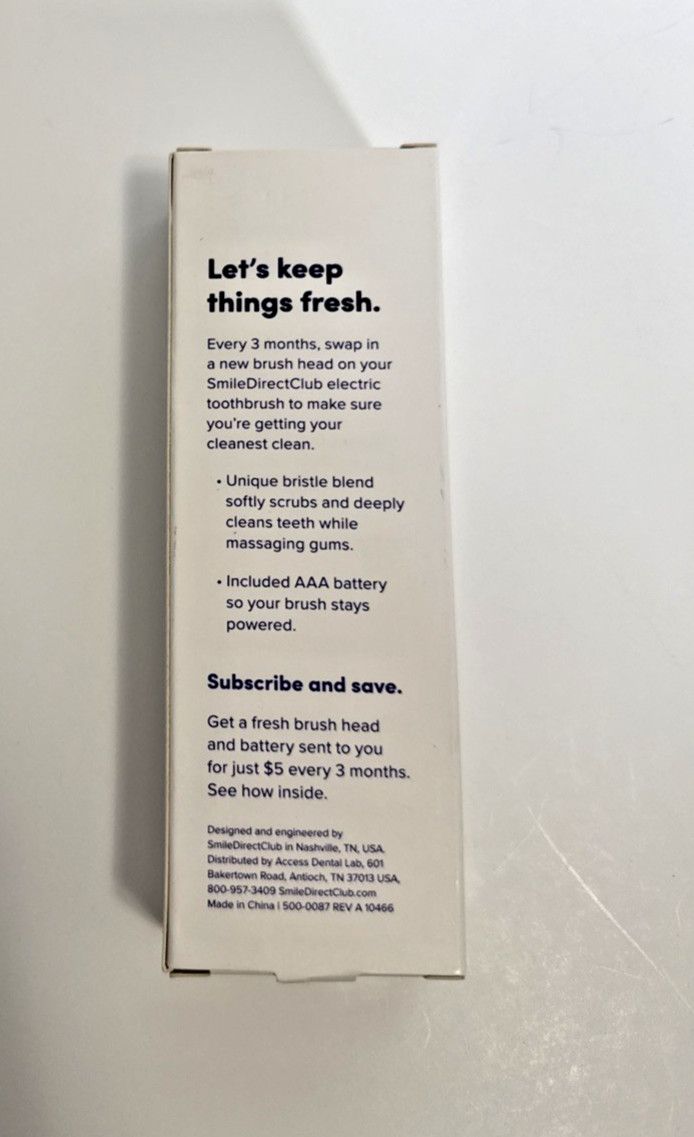 Let's keep
things fresh.
Every 3 months, swap in
a new brush head on your
SmileDirectClub electric
toothbrush to make sure
you're getting your
cleanest clean.
• Unique bristle blend
softly scrubs and deeply
cleans teeth while
massaging gums.
• Included AAA battery
so your brush stays
powered.
Subscribe and save.
Get a fresh brush head
and battery sent to you
for just $5 every 3 months.
See how inside.
Designed and engineered by
SmileDirectClub in Nashville, TN, USA.
Distributed by Access Dental Lab, 601
Bakertown Road, Antioch, TN 37013 USA,
800-957-3409 SmileDirectClub.com
Made in China | 500-0087 REV A 10466